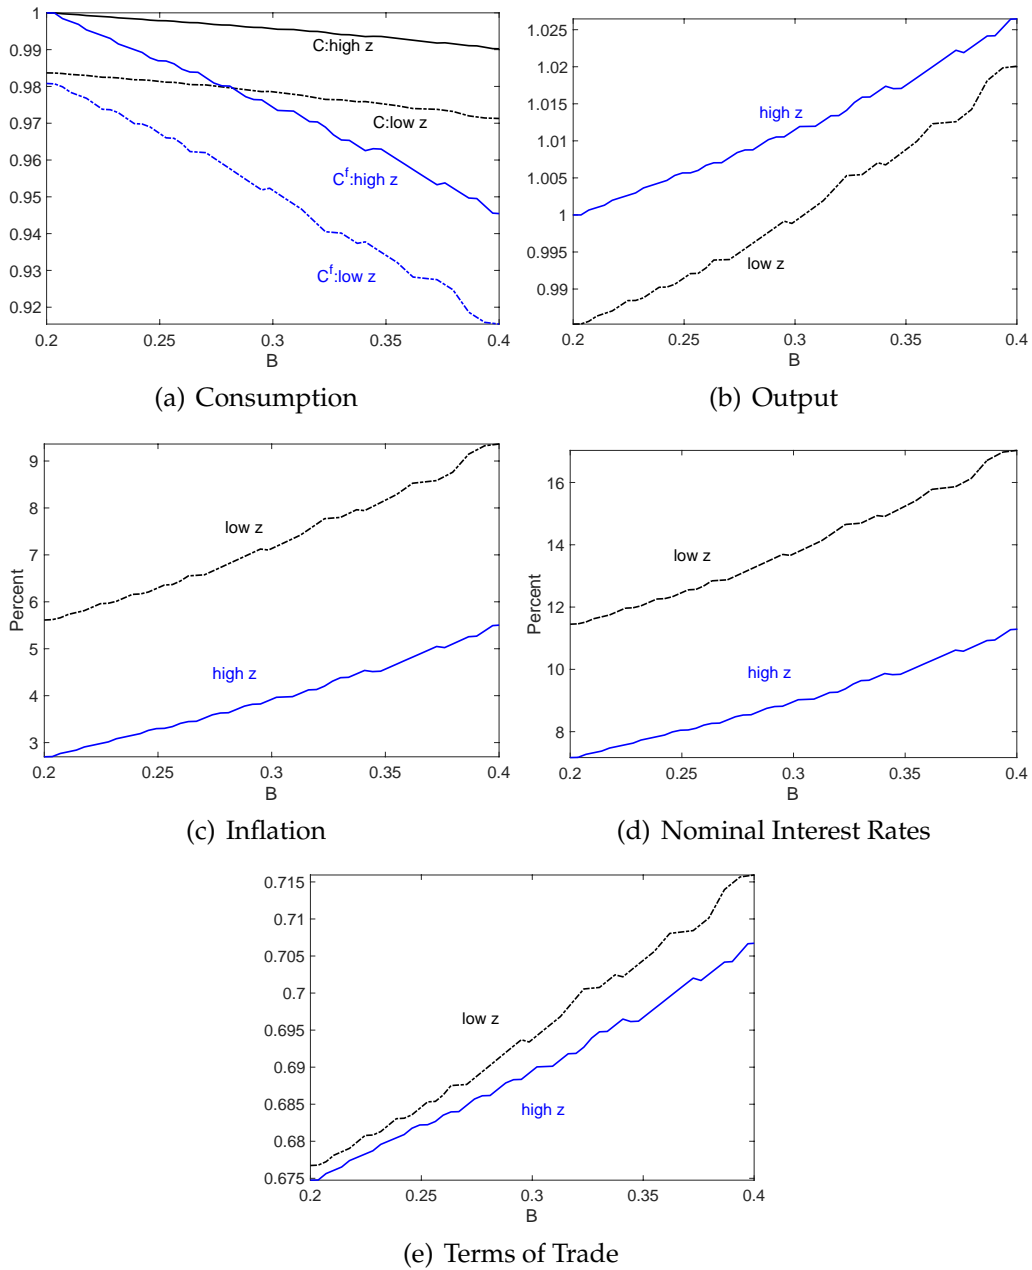 1
0.99
0.98
0.97
0.96
0.95
0.94
0.93
0.92
C:high z
C:low z
C^f:high z
C^f:low z
0.2
0.25
0.3
0.35
0.4
B
(a) Consumption
1.025
1.02
1.015
1.01
1.005
1
0.995
0.99
high z
low z
0.2
0.25
0.3
0.35
0.4
B
(b) Output
Percent
9
8
7
6
5
4
3
low z
high z
0.2
0.25
0.3
0.35
0.4
B
(c) Inflation
Percent
16
14
12
10
8
low z
high z
0.2
0.25
0.3
0.35
0.4
B
(d) Nominal Interest Rates
0.715
0.71
0.705
0.7
0.695
0.69
0.685
0.68
0.675
low z
high z
0.2
0.25
0.3
0.35
0.4
B
(e) Terms of Trade